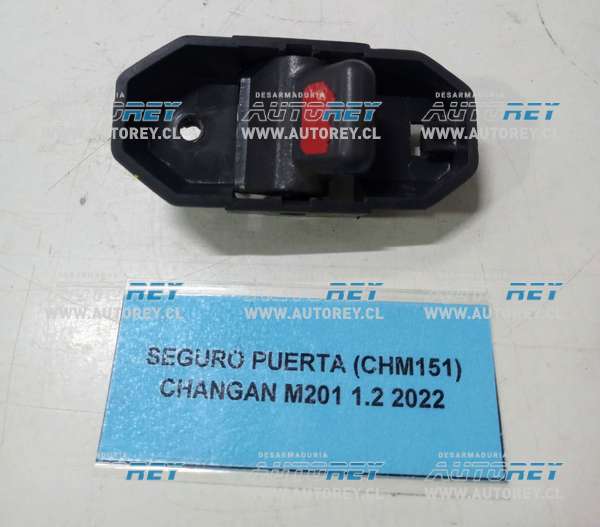 DESARMADURIA
AUTOREY
WWW.AUTOREY.CL
SEGURO PUERTA (CHM151)
CHANGAN M201 1.2 2022